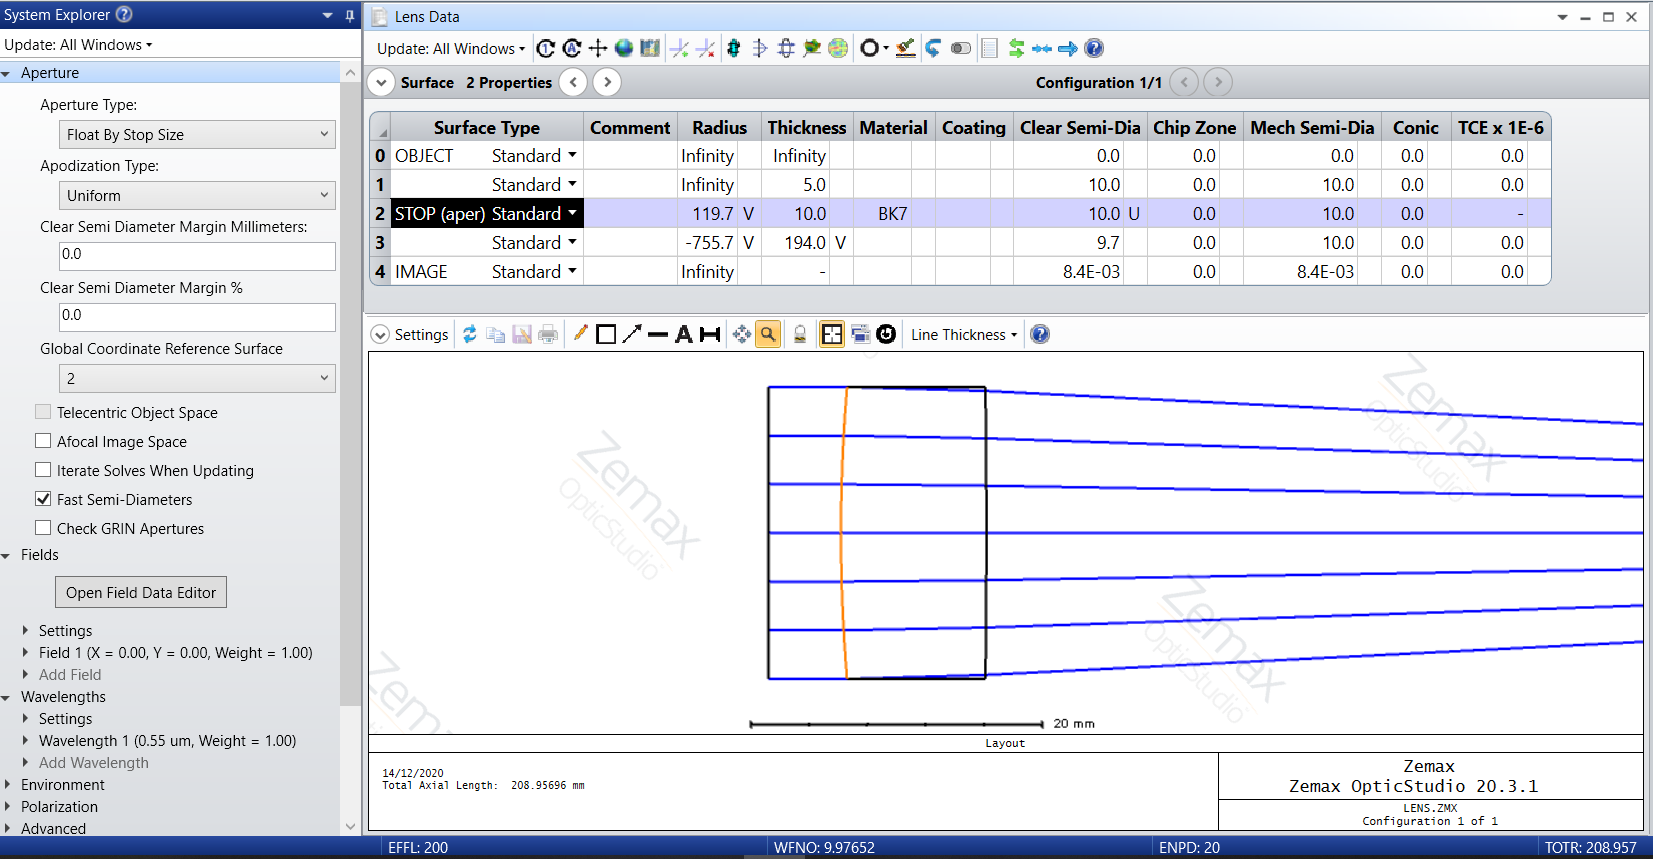 System Explorer ?
Update: All Windows
Aperture
Aperture Type:
Float By Stop Size
Apodization Type:
Uniform
Clear Semi Diameter Margin Millimeters:
0.0
Clear Semi Diameter Margin %
0.0
Global Coordinate Reference Surface
2
Telecentric Object Space
Afocal Image Space
Iterate Solves When Updating
Fast Semi-Diameters
Check GRIN Apertures
Fields
Open Field Data Editor
Settings
Field 1 (X = 0.00, Y = 0.00, Weight = 1.00)
Add Field
Wavelengths
Settings
Wavelength 1 (0.55 um, Weight = 1.00)
Add Wavelength
Environment
Polarization
Advanced
Lens Data
Update: All Windows
Surface 2 Properties Configuration 1/1
Surface Type Comment Radius Thickness Material Coating Clear Semi-Dia Chip Zone Mech Semi-Dia Conic TCE x 1E-6
0 OBJECT Standard Infinity Infinity 0.0 0.0 0.0 0.0 0.0
1 Standard Infinity 5.0 10.0 0.0 10.0 0.0 0.0
2 STOP (aper) Standard 119.7 V 10.0 BK7 10.0 U 0.0 10.0 0.0 -
3 Standard -755.7 V 194.0 V 9.7 0.0 10.0 0.0 0.0
4 IMAGE Standard Infinity - 8.4E-03 0.0 8.4E-03 0.0 0.0
Settings A Line Thickness ?
Zemax
OpticStudio
Zemax
OpticStudio
Zemax
OpticStudio
Zemax
20 mm
Layout
14/12/2020
Total Axial Length: 208.95696 mm
Zemax
Zemax OpticStudio 20.3.1
LENS.ZMX
Configuration 1 of 1
EFFL: 200 WFNO: 9.97652 ENPD: 20 TOTR: 208.957